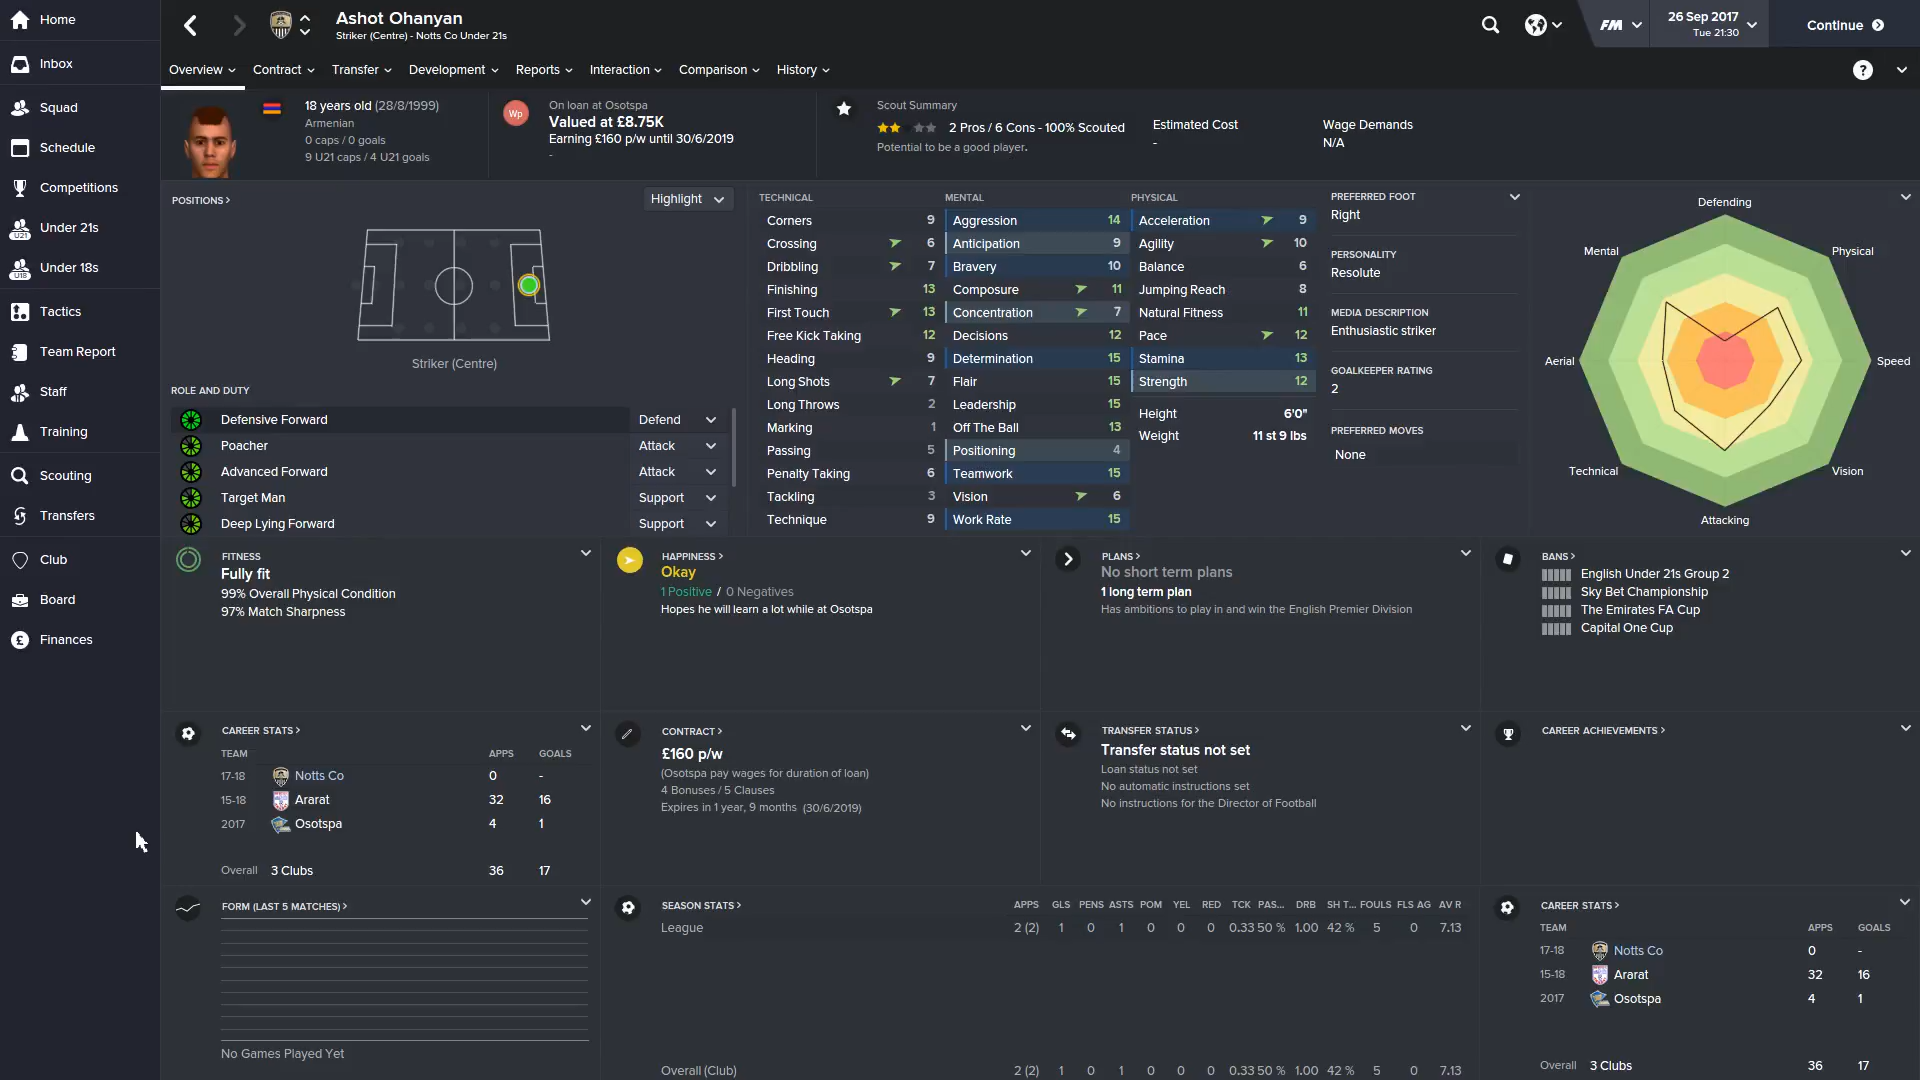 Home
Inbox
Squad
Schedule
Competitions
Under 21s
Under 18s
Tactics
Team Report
Staff
Training
Scouting
Transfers
Club
Board
Finances
Ashot Ohanyan
Striker (Centre) - Notts Co Under 21s
FM
26 Sep 2017
Tue 21:30
Continue
Overview Contract Transfer Development Reports Interaction Comparison History
?
18 years old (28/8/1999)
Armenian
0 caps / 0 goals
9 U21 caps / 4 U21 goals
Wp
On loan at Osotspa
Valued at £8.75K
Earning £160 p/w until 30/6/2019
-
Scout Summary
2 Pros / 6 Cons - 100% Scouted
Potential to be a good player.
Estimated Cost
-
Wage Demands
N/A
POSITIONS >
Highlight
Striker (Centre)
ROLE AND DUTY
Defensive Forward Defend
Poacher Attack
Advanced Forward Attack
Target Man Support
Deep Lying Forward Support
TECHNICAL
Corners 9
Crossing 6
Dribbling 7
Finishing 13
First Touch 13
Free Kick Taking 12
Heading 9
Long Shots 7
Long Throws 2
Marking 1
Passing 5
Penalty Taking 6
Tackling 3
Technique 9
MENTAL
Aggression 14
Anticipation 9
Bravery 10
Composure 11
Concentration 7
Decisions 12
Determination 15
Flair 15
Leadership 15
Off The Ball 13
Positioning 4
Teamwork 15
Vision 6
Work Rate 15
PHYSICAL
Acceleration 9
Agility 10
Balance 6
Jumping Reach 8
Natural Fitness 11
Pace 12
Stamina 13
Strength 12
Height 6'0"
Weight 11 st 9 lbs
PREFERRED FOOT
Right
PERSONALITY
Resolute
MEDIA DESCRIPTION
Enthusiastic striker
GOALKEEPER RATING
2
PREFERRED MOVES
None
Defending
Physical
Speed
Vision
Attacking
Technical
Aerial
Mental
FITNESS
Fully fit
99% Overall Physical Condition
97% Match Sharpness
HAPPINESS >
Okay
1 Positive / 0 Negatives
Hopes he will learn a lot while at Osotspa
PLANS >
No short term plans
1 long term plan
Has ambitions to play in and win the English Premier Division
BANS >
English Under 21s Group 2
Sky Bet Championship
The Emirates FA Cup
Capital One Cup
CAREER STATS >
TEAM APPS GOALS
17-18 Notts Co 0 -
15-18 Ararat 32 16
2017 Osotspa 4 1
Overall 3 Clubs 36 17
CONTRACT >
£160 p/w
(Osotspa pay wages for duration of loan)
4 Bonuses / 5 Clauses
Expires in 1 year, 9 months (30/6/2019)
TRANSFER STATUS >
Transfer status not set
Loan status not set
No automatic instructions set
No instructions for the Director of Football
CAREER ACHIEVEMENTS >
FORM (LAST 5 MATCHES) >
No Games Played Yet
SEASON STATS > APPS GLS PENS ASTS POM YEL RED TCK PAS... DRB SH T... FOULS FLS AG AV R
League 2 (2) 1 0 1 0 0 0 0.33 50 % 1.00 42 % 5 0 7.13
Overall (Club) 2 (2) 1 0 1 0 0 0 0.33 50 % 1.00 42 % 5 0 7.13
CAREER STATS >
TEAM APPS GOALS
17-18 Notts Co 0 -
15-18 Ararat 32 16
2017 Osotspa 4 1
Overall 3 Clubs 36 17